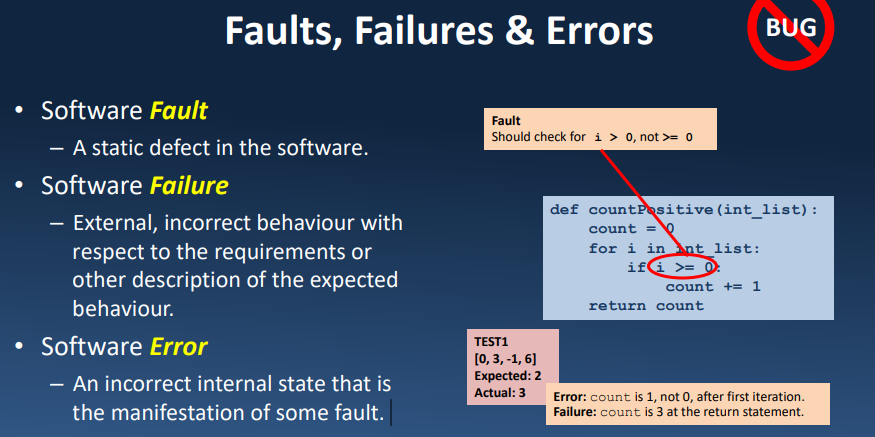 Faults, Failures & Errors
BUG
• Software Fault
– A static defect in the software.
• Software Failure
– External, incorrect behaviour with
respect to the requirements or
other description of the expected
behaviour.
• Software Error
– An incorrect internal state that is
the manifestation of some fault.
Fault
Should check for i > 0, not >= 0
def countPositive(int_list):
    count = 0
    for i in int_list:
        if i >= 0:
            count += 1
    return count
TEST1
[0, 3, -1, 6]
Expected: 2
Actual: 3
Error: count is 1, not 0, after first iteration.
Failure: count is 3 at the return statement.